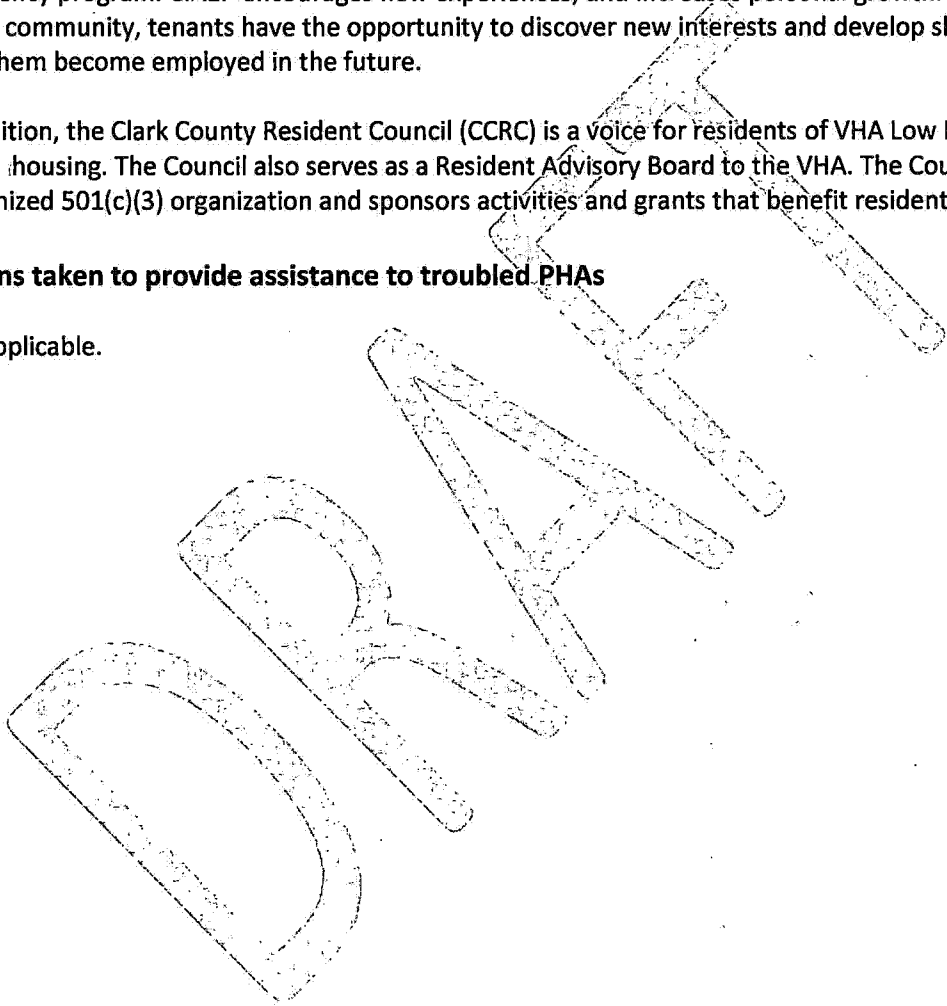 community, tenants have the opportunity to discover new interests and develop
hem become employed in the future.
ition, the Clark County Resident Council (CCRC) is a voice for residents of VHA Low
housing. The Council also serves as a Resident Advisory Board to the VHA. The Cou
nized 501(c)(3) organization and sponsors activities and grants that benefit resident
ns taken to provide assistance to troubled PHAs
pplicable.
DRAFT